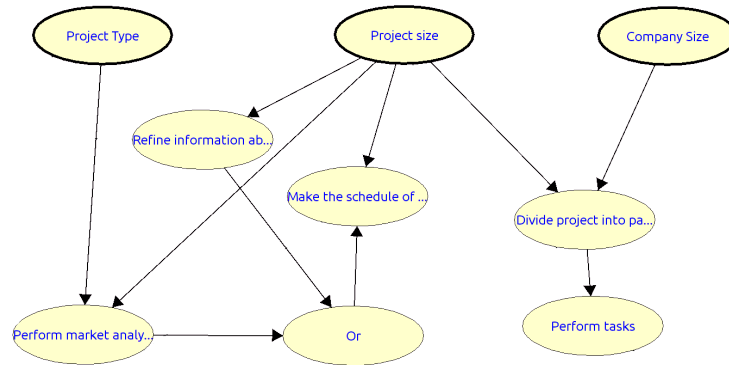 Project Type
Project size
Company Size
Refine information ab...
Make the schedule of ...
Divide project into pa...
Perform market analy...
Or
Perform tasks